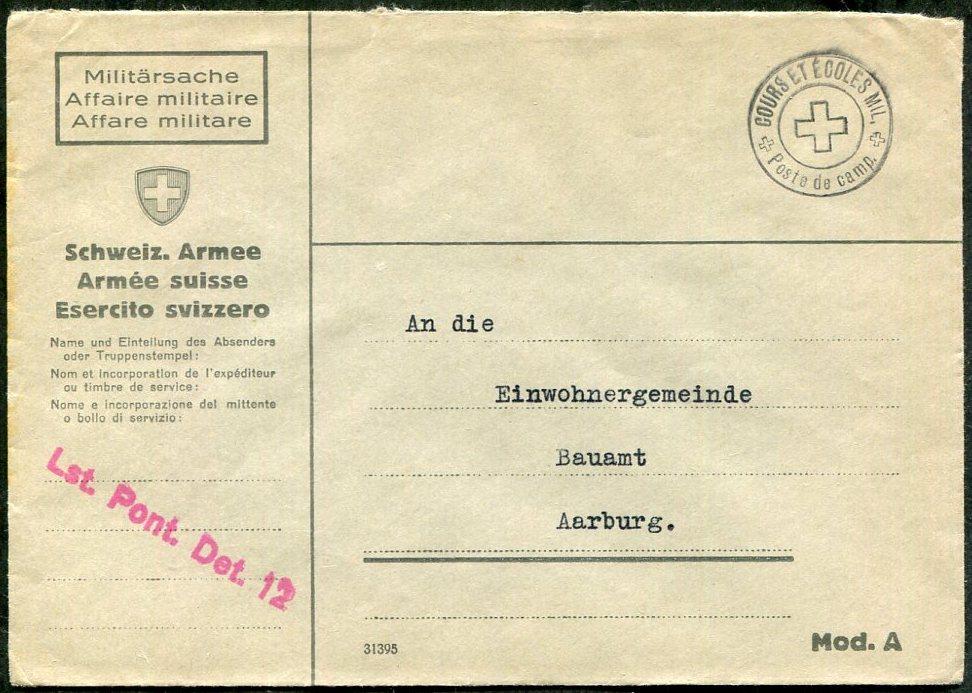 Militärsache
Affaire militaire
Affare militare
Schweiz. Armee
Armée suisse
Esercito svizzero
Name und Einteilung des Absenders
oder Truppenstempel:
Nom et incorporation de l'expéditeur
ou timbre de service:
Nome e incorporazione del mittente
o bollo di servizio:
Lst. Pont. Det. 12
COURS ET ÉCOLES MIL.
Poste de camp.
An die
Einwohnergemeinde
Bauamt
Aarburg.
31395
Mod. A